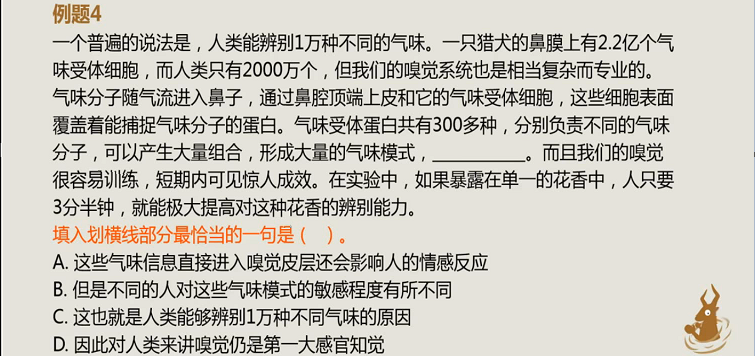 例题4
一个普遍的说法是，人类能辨别1万种不同的气味。一只猎犬的鼻膜上有2.2亿个气
味受体细胞，而人类只有2000万个，但我们的嗅觉系统也是相当复杂而专业的。
气味分子随气流进入鼻子，通过鼻腔顶端上皮和它的气味受体细胞，这些细胞表面
覆盖着能捕捉气味分子的蛋白。气味受体蛋白共有300多种，分别负责不同的气味
分子，可以产生大量组合，形成大量的气味模式，__________。而且我们的嗅觉
很容易训练，短期内可见惊人成效。在实验中，如果暴露在单一的花香中，人只要
3分半钟，就能极大提高对这种花香的辨别能力。
填入划横线部分最恰当的一句是（ ）。
A. 这些气味信息直接进入嗅觉皮层还会影响人的情感反应
B. 但是不同的人对这些气味模式的敏感程度有所不同
C. 这也就是人类能够辨别1万种不同气味的原因
D. 因此对人类来讲嗅觉仍是第一大感官知觉